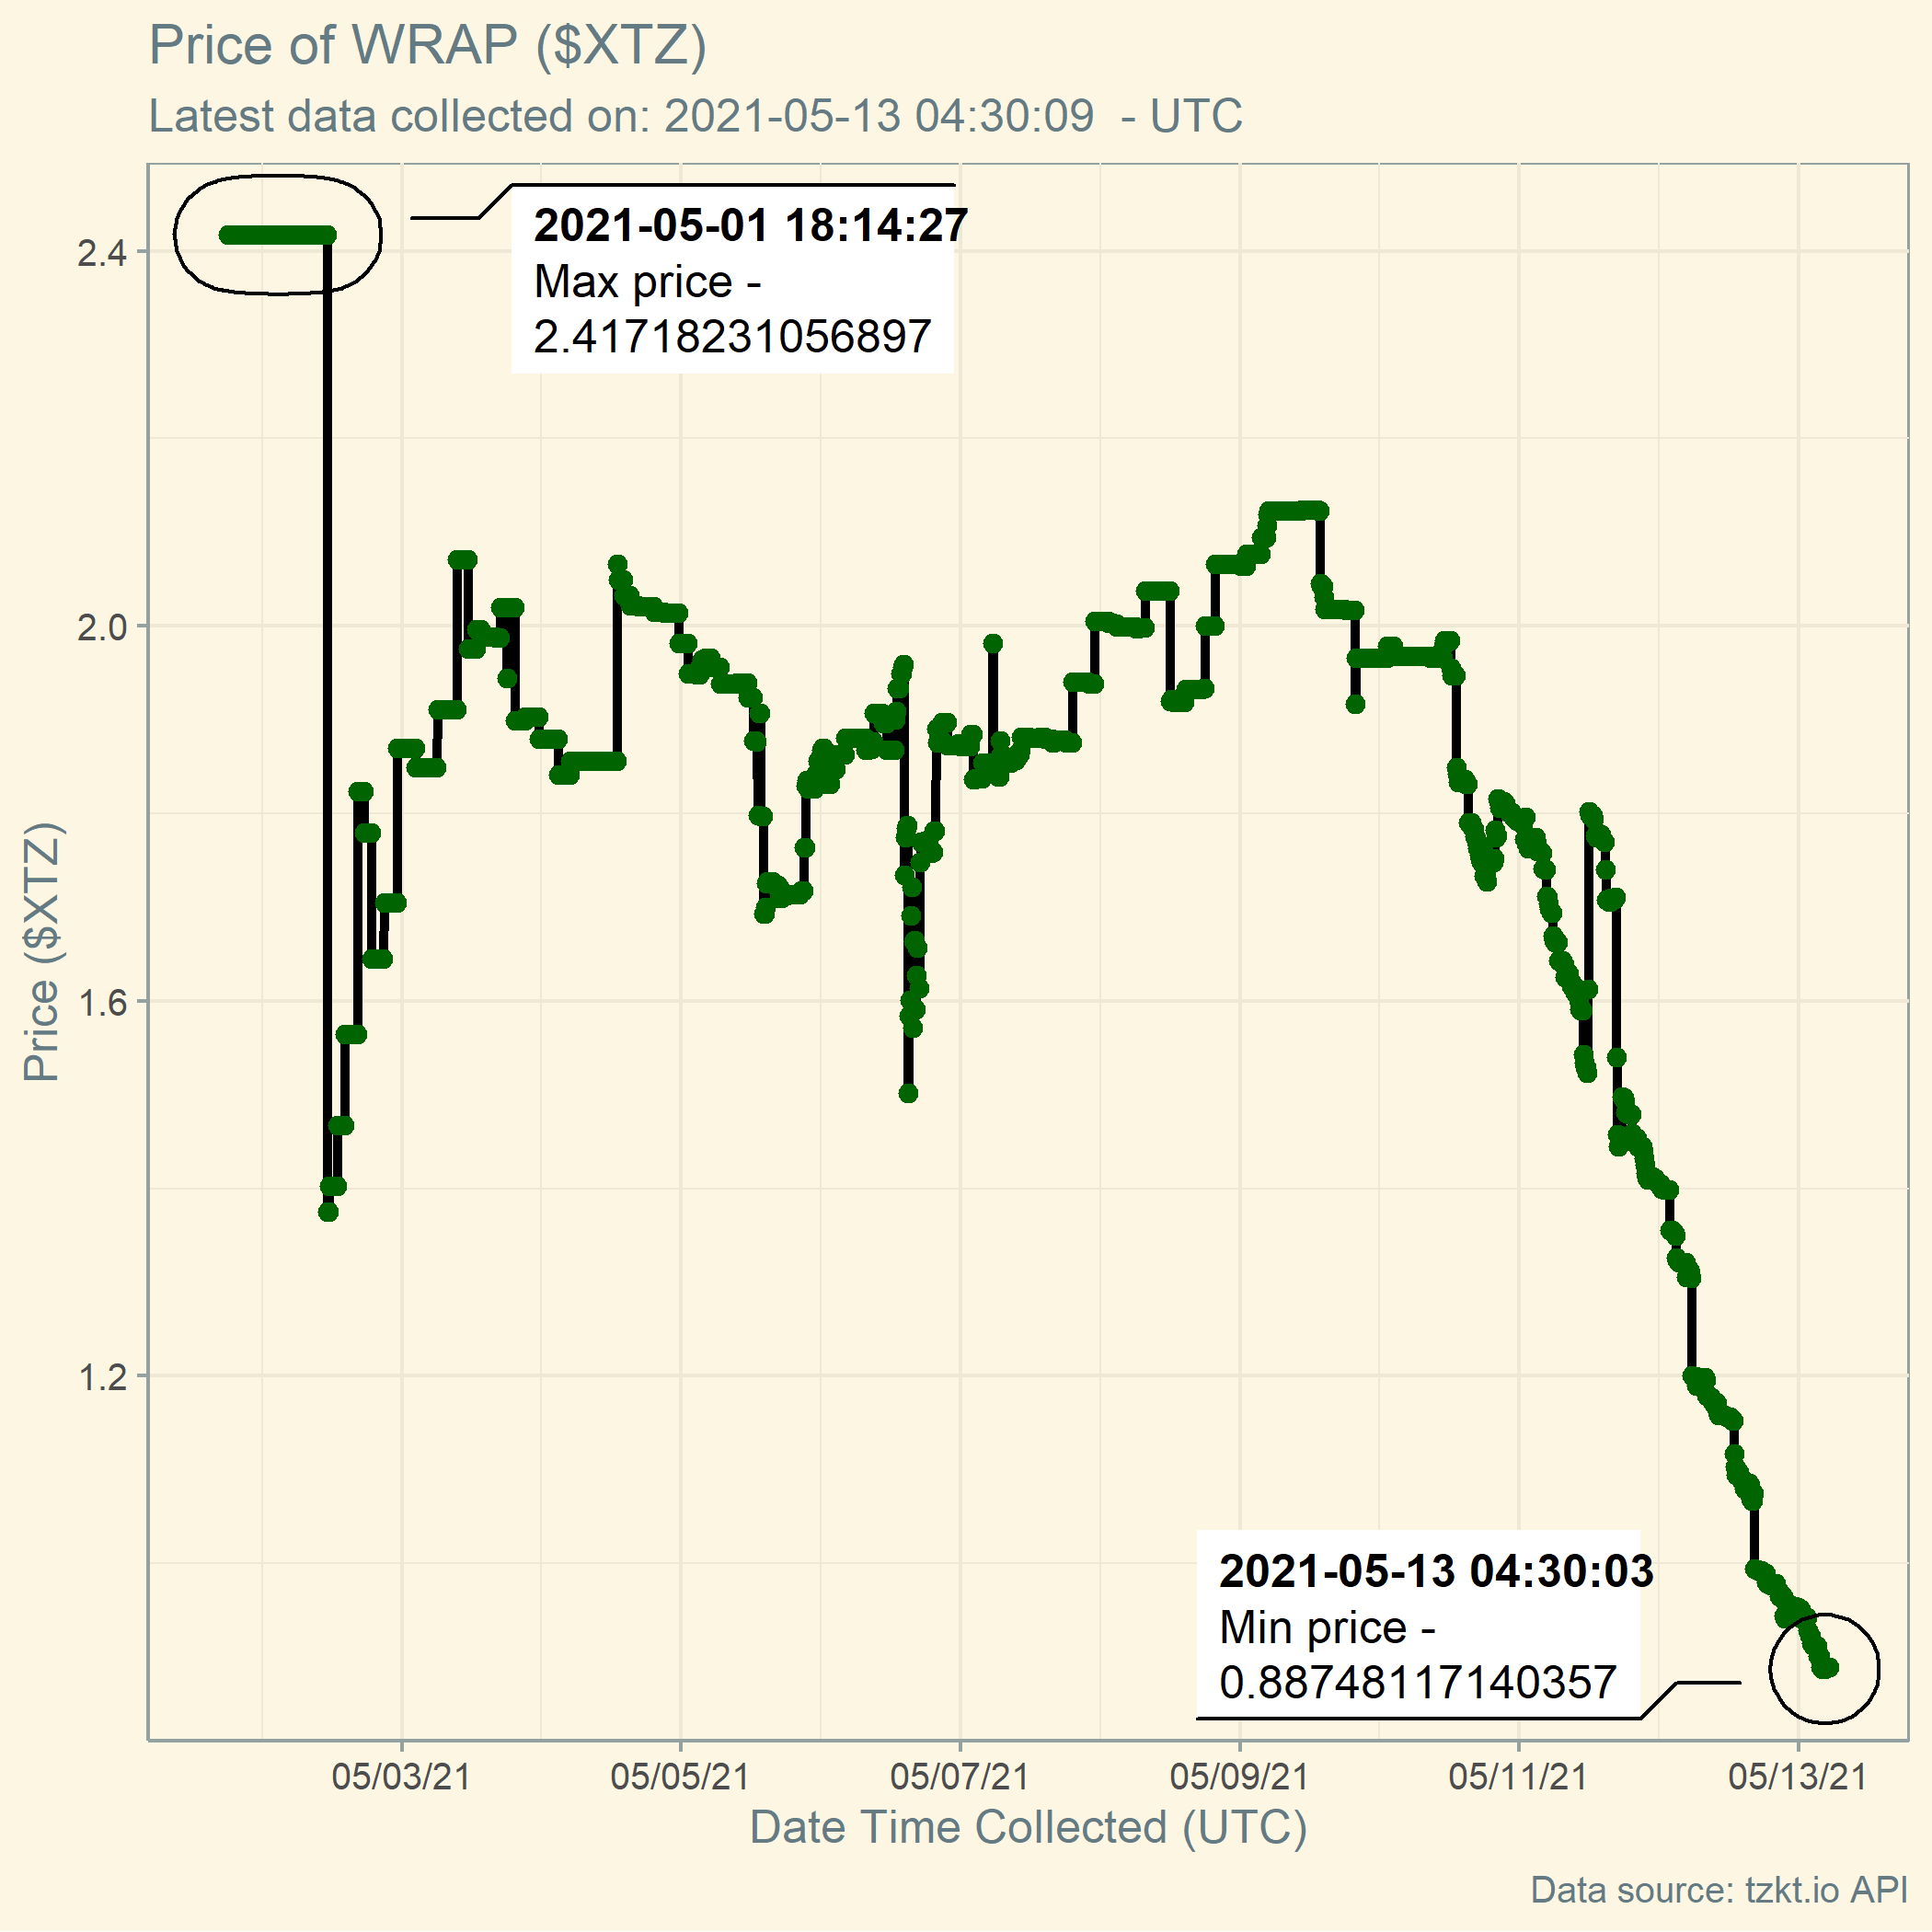 Price of WRAP ($XTZ)
Latest data collected on: 2021-05-13 04:30:09  - UTC
2021-05-01 18:14:27
Max price -
2.41718231056897
2.4
2.0
1.6
1.2
Price ($XTZ)
2021-05-13 04:30:03
Min price -
0.88748117140357
05/03/21
05/05/21
05/07/21
05/09/21
05/11/21
05/13/21
Date Time Collected (UTC)
Data source: tzkt.io API